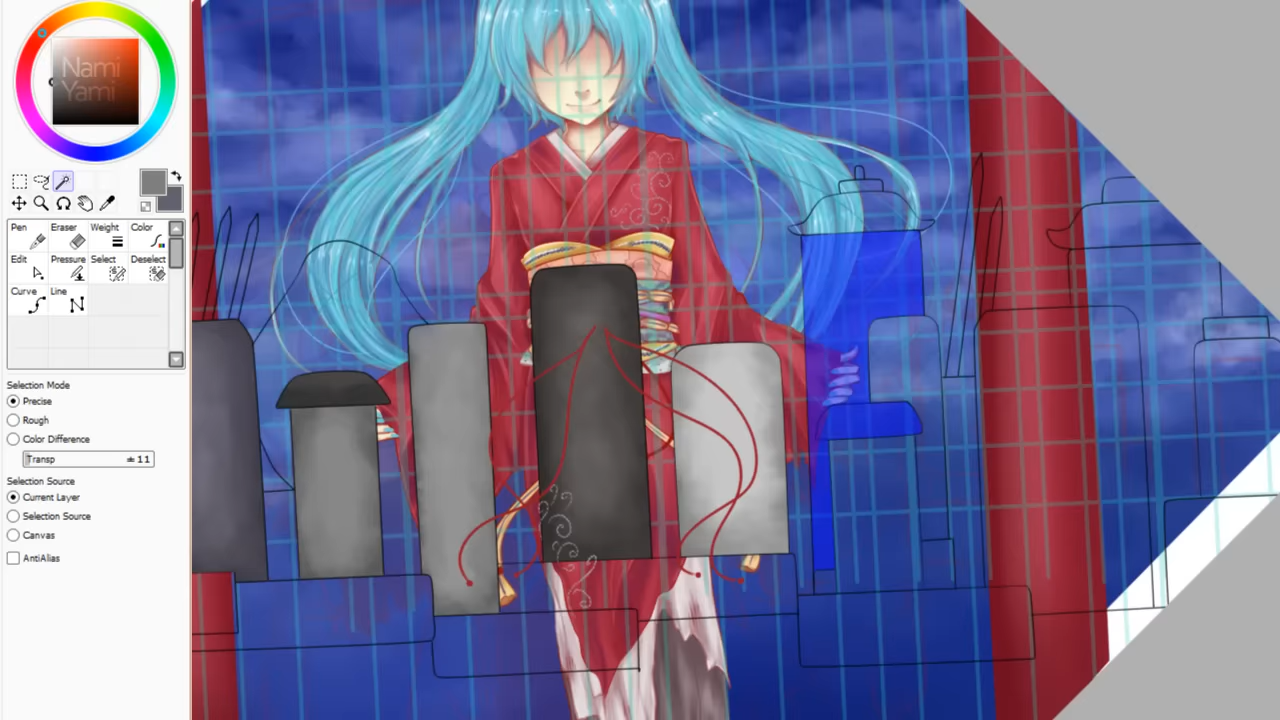 Nami
Yami
Pen
Eraser
Weight
Color
Edit
Pressure
Select
Deselect
Curve
Line
Selection Mode
Precise
Rough
Color Difference
Transp ±11
Selection Source
Current Layer
Selection Source
Canvas
AntiAlias